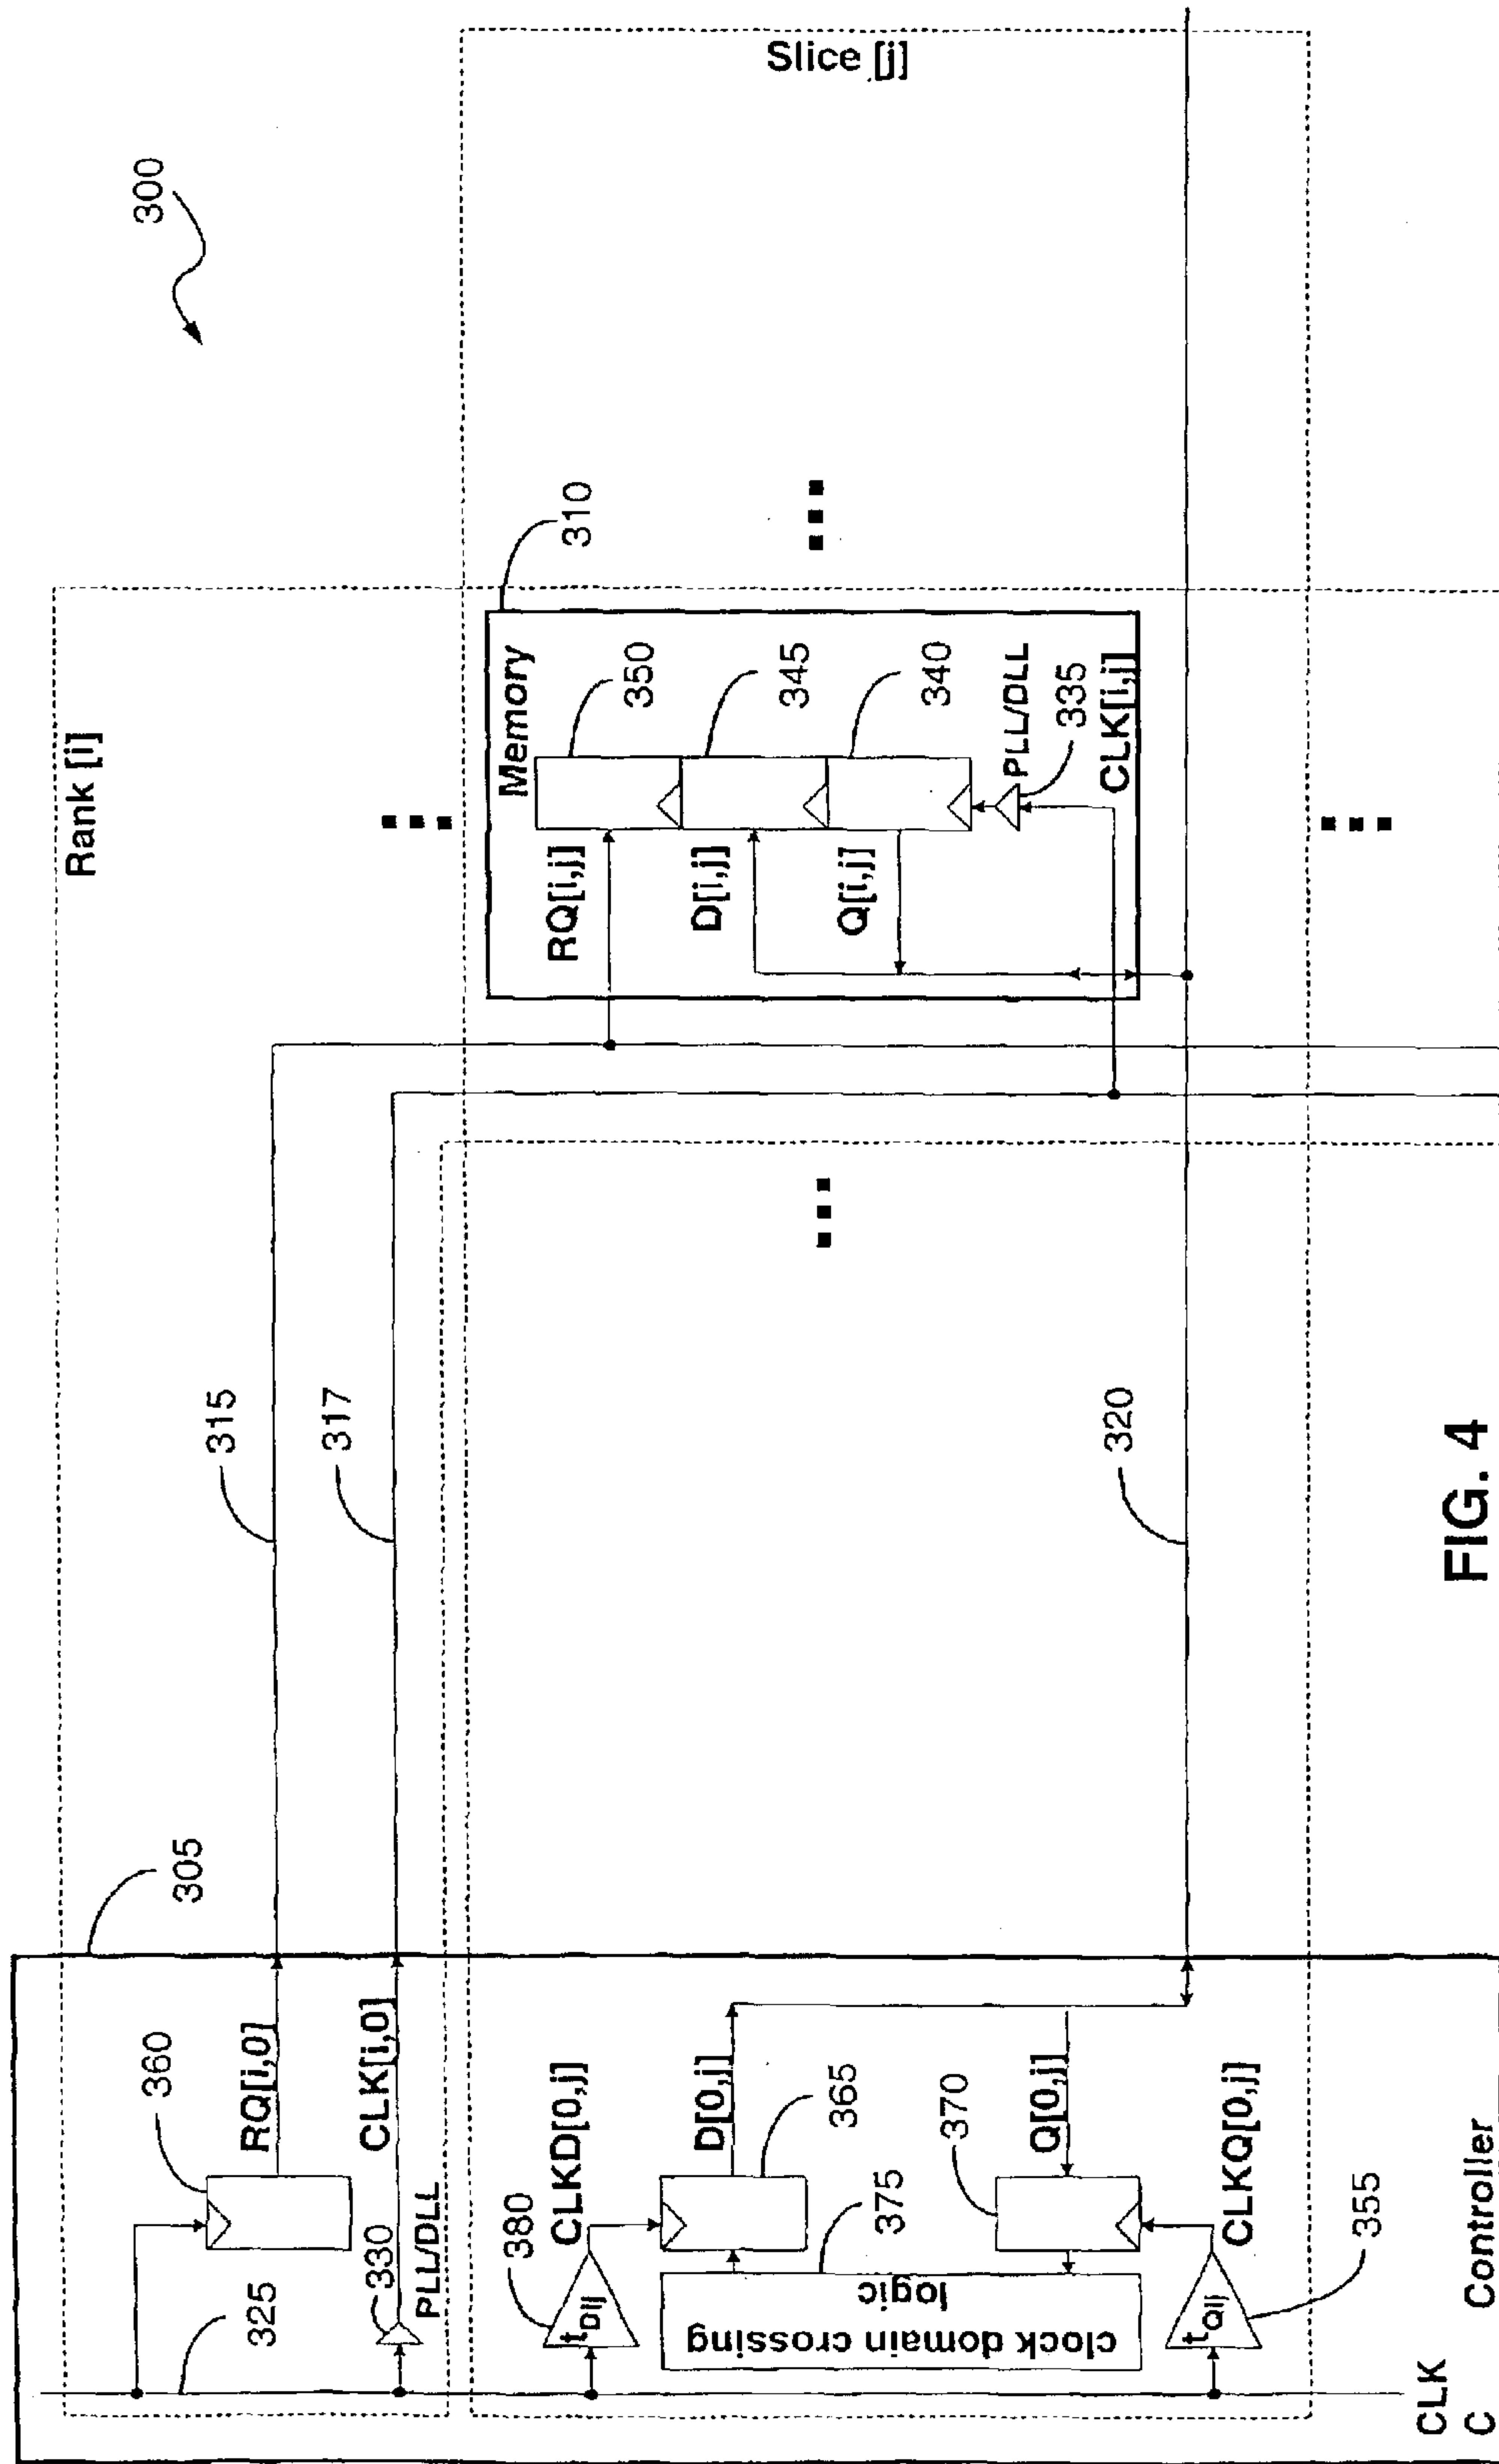 300
Rank [i]
Slice [j]
310
Memory
RQ[i,j]
350
D[i,j]
345
Q[i,j]
340
PLL/DLL
335
CLK[i,j]
315
317
320
305
360
RQ[i,0]
CLK[i,0]
325
330
PLL/DLL
380
tDij
CLKD[0,j]
D[0,j]
365
375
clock domain crossing
logic
370
Q[0,j]
CLKQ[0,j]
tQij
355
CLK
C
Controller
FIG. 4